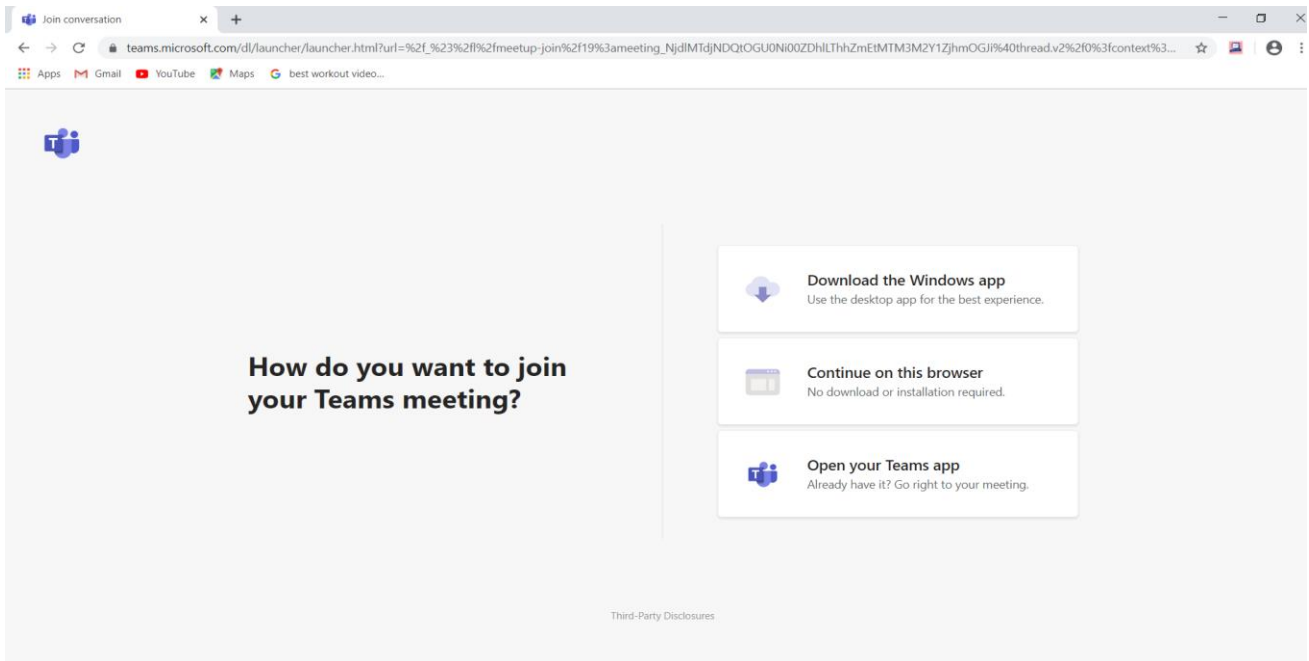 Join conversation
teams.microsoft.com/dl/launcher/launcher.html?url=%2f_%23%2fl%2fmeetup-join%2f19%3ameeting_NjdlMTdjNDQtOGU0Ni00ZDhlLThhZmEtMTM3M2Y1ZjhmOGJi%40thread.v2%2f0%3fcontext%3...
Apps Gmail YouTube Maps G best workout video...
T
Download the Windows app
Use the desktop app for the best experience.
How do you want to join
your Teams meeting?
Continue on this browser
No download or installation required.
T
Open your Teams app
Already have it? Go right to your meeting.
Third-Party Disclosures